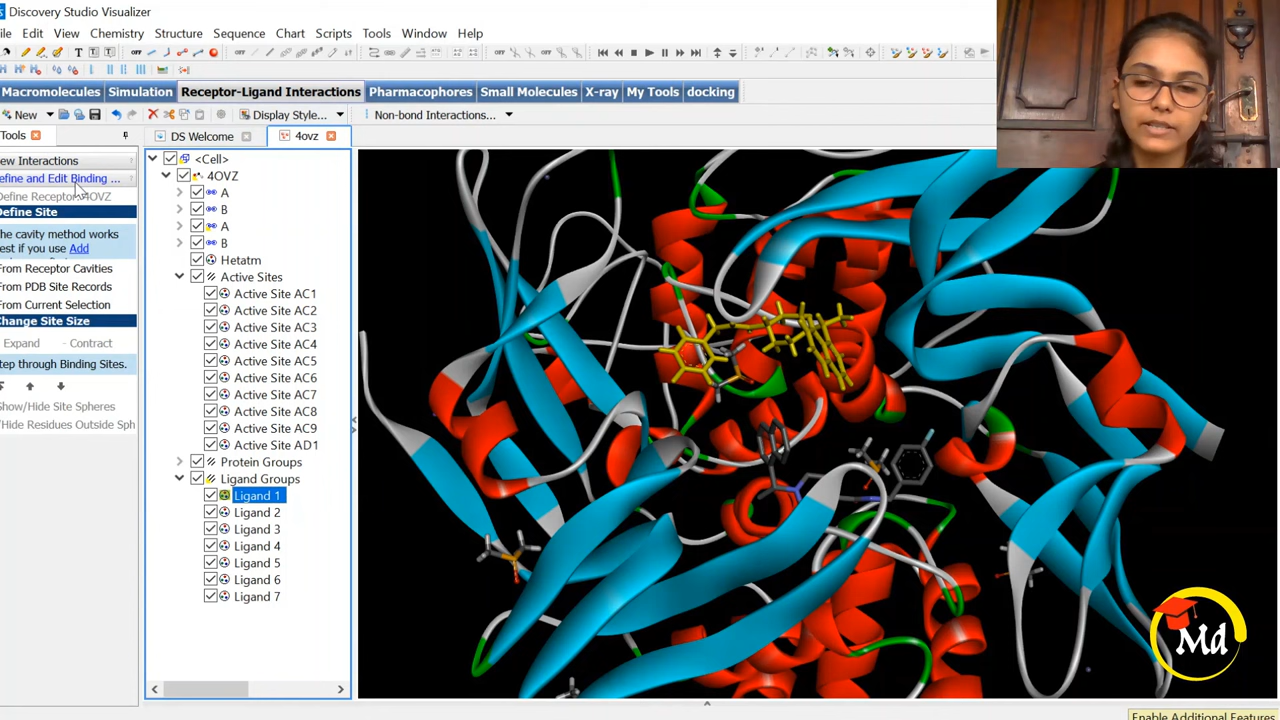 Discovery Studio Visualizer
ile Edit View Chemistry Structure Sequence Chart Scripts Tools Window Help
Macromolecules Simulation Receptor-Ligand Interactions Pharmacophores Small Molecules X-ray My Tools docking
New Display Style... Non-bond Interactions...
Tools DS Welcome 4ovz
ew Interactions
efine and Edit Binding ...
Define Receptor: 4OVZ
Define Site
The cavity method works
est if you use Add
From Receptor Cavities
From PDB Site Records
From Current Selection
Change Site Size
Expand - Contract
tep through Binding Sites.
Show/Hide Site Spheres
/Hide Residues Outside Sph
<Cell>
4OVZ
A
B
A
B
Hetatm
Active Sites
Active Site AC1
Active Site AC2
Active Site AC3
Active Site AC4
Active Site AC5
Active Site AC6
Active Site AC7
Active Site AC8
Active Site AC9
Active Site AD1
Protein Groups
Ligand Groups
Ligand 1
Ligand 2
Ligand 3
Ligand 4
Ligand 5
Ligand 6
Ligand 7
Md
Enable Additional Features